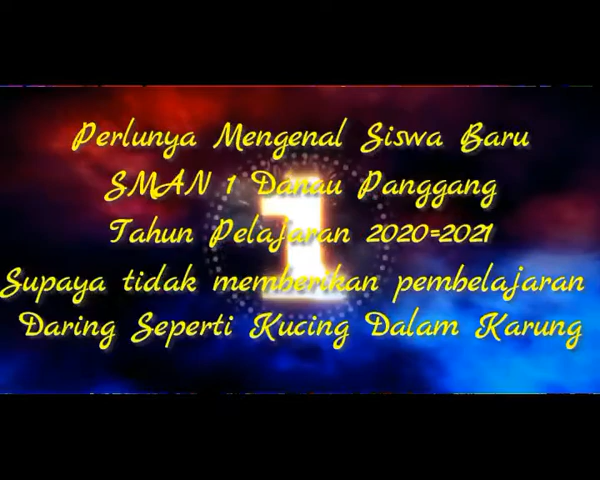 Perlunya Mengenal Siswa Baru
SMAN 1 Danau Panggang
Tahun Pelajaran 2020=2021
Supaya tidak memberikan pembelajaran
Daring Seperti Kucing Dalam Karung
1